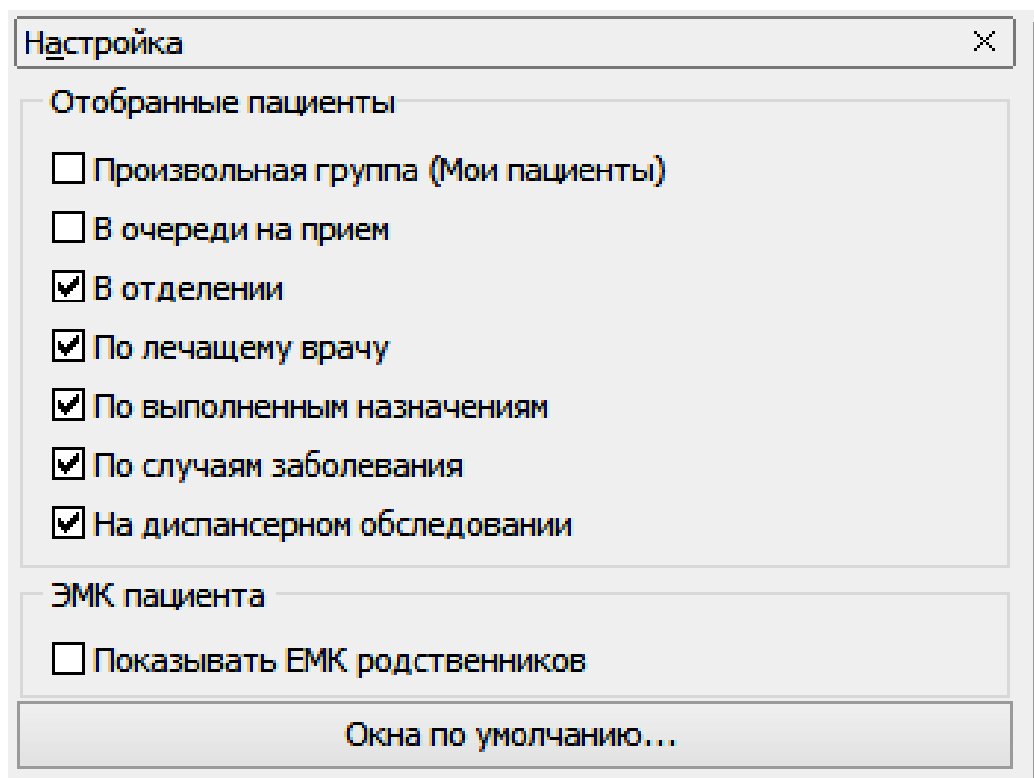 Настройка
Отобранные пациенты
Произвольная группа (Мои пациенты)
В очереди на прием
В отделении
По лечащему врачу
По выполненным назначениям
По случаям заболевания
На диспансерном обследовании
ЭМК пациента
Показывать ЕМК родственников
Окна по умолчанию...